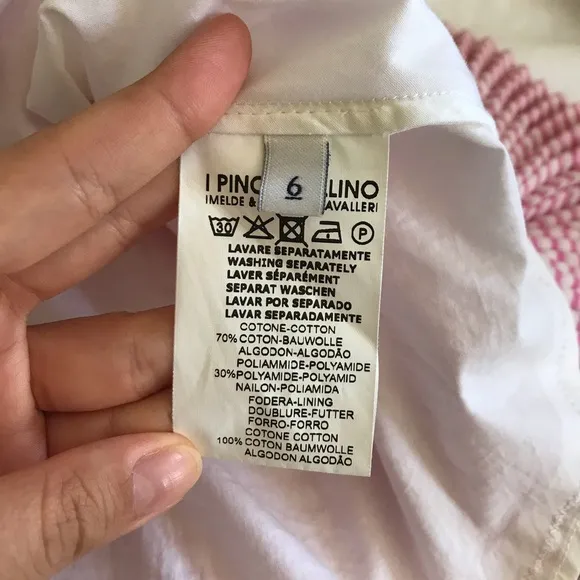 6
I PINC LLINO
IMELDE & AVALLERI
30 P
LAVARE SEPARATAMENTE
WASHING SEPARATELY
LAVER SÉPARÉMENT
SEPARAT WASCHEN
LAVAR POR SEPARADO
LAVAR SEPARADAMENTE
COTONE-COTTON
70% COTON-BAUWOLLE
ALGODON-ALGODÃO
POLIAMMIDE-POLYAMIDE
30% POLYAMIDE-POLYAMID
NAILON-POLIAMIDA
FODERA-LINING
DOUBLURE-FUTTER
FORRO-FORRO
COTONE COTTON
100% COTON BAUMWOLLE
ALGODON ALGODÃO